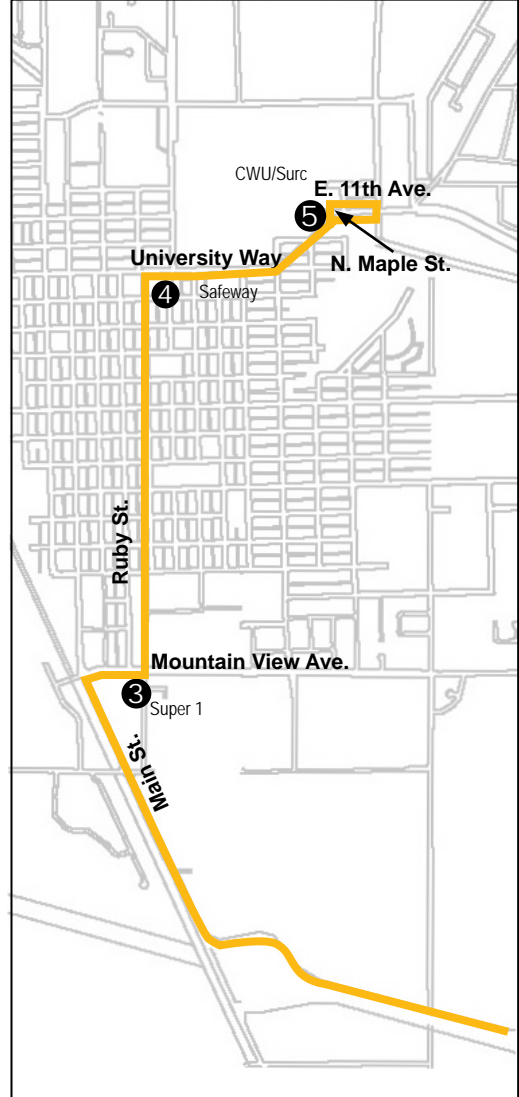 CWU/Surc
E. 11th Ave.
5
N. Maple St.
University Way
4
Safeway
Ruby St.
Mountain View Ave.
3
Super 1
Main St.